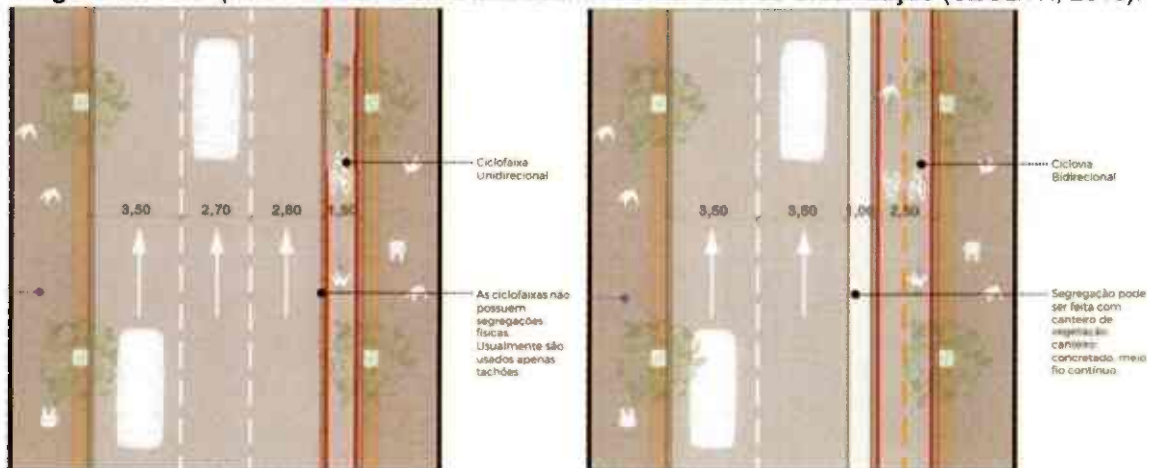 (
Ciclofaixa
Unidirecional
3,50 2,70 2,80 1,50
As ciclofaixas não
possuem
segregações
físicas.
Usualmente são
usados apenas
tachões
Ciclovia
Bidirecional
3,50 3,50 1,00 2,50
Segregação pode
ser feita com
canteiro de
vegetação
canteiro
concretado, meio
fio contínuo